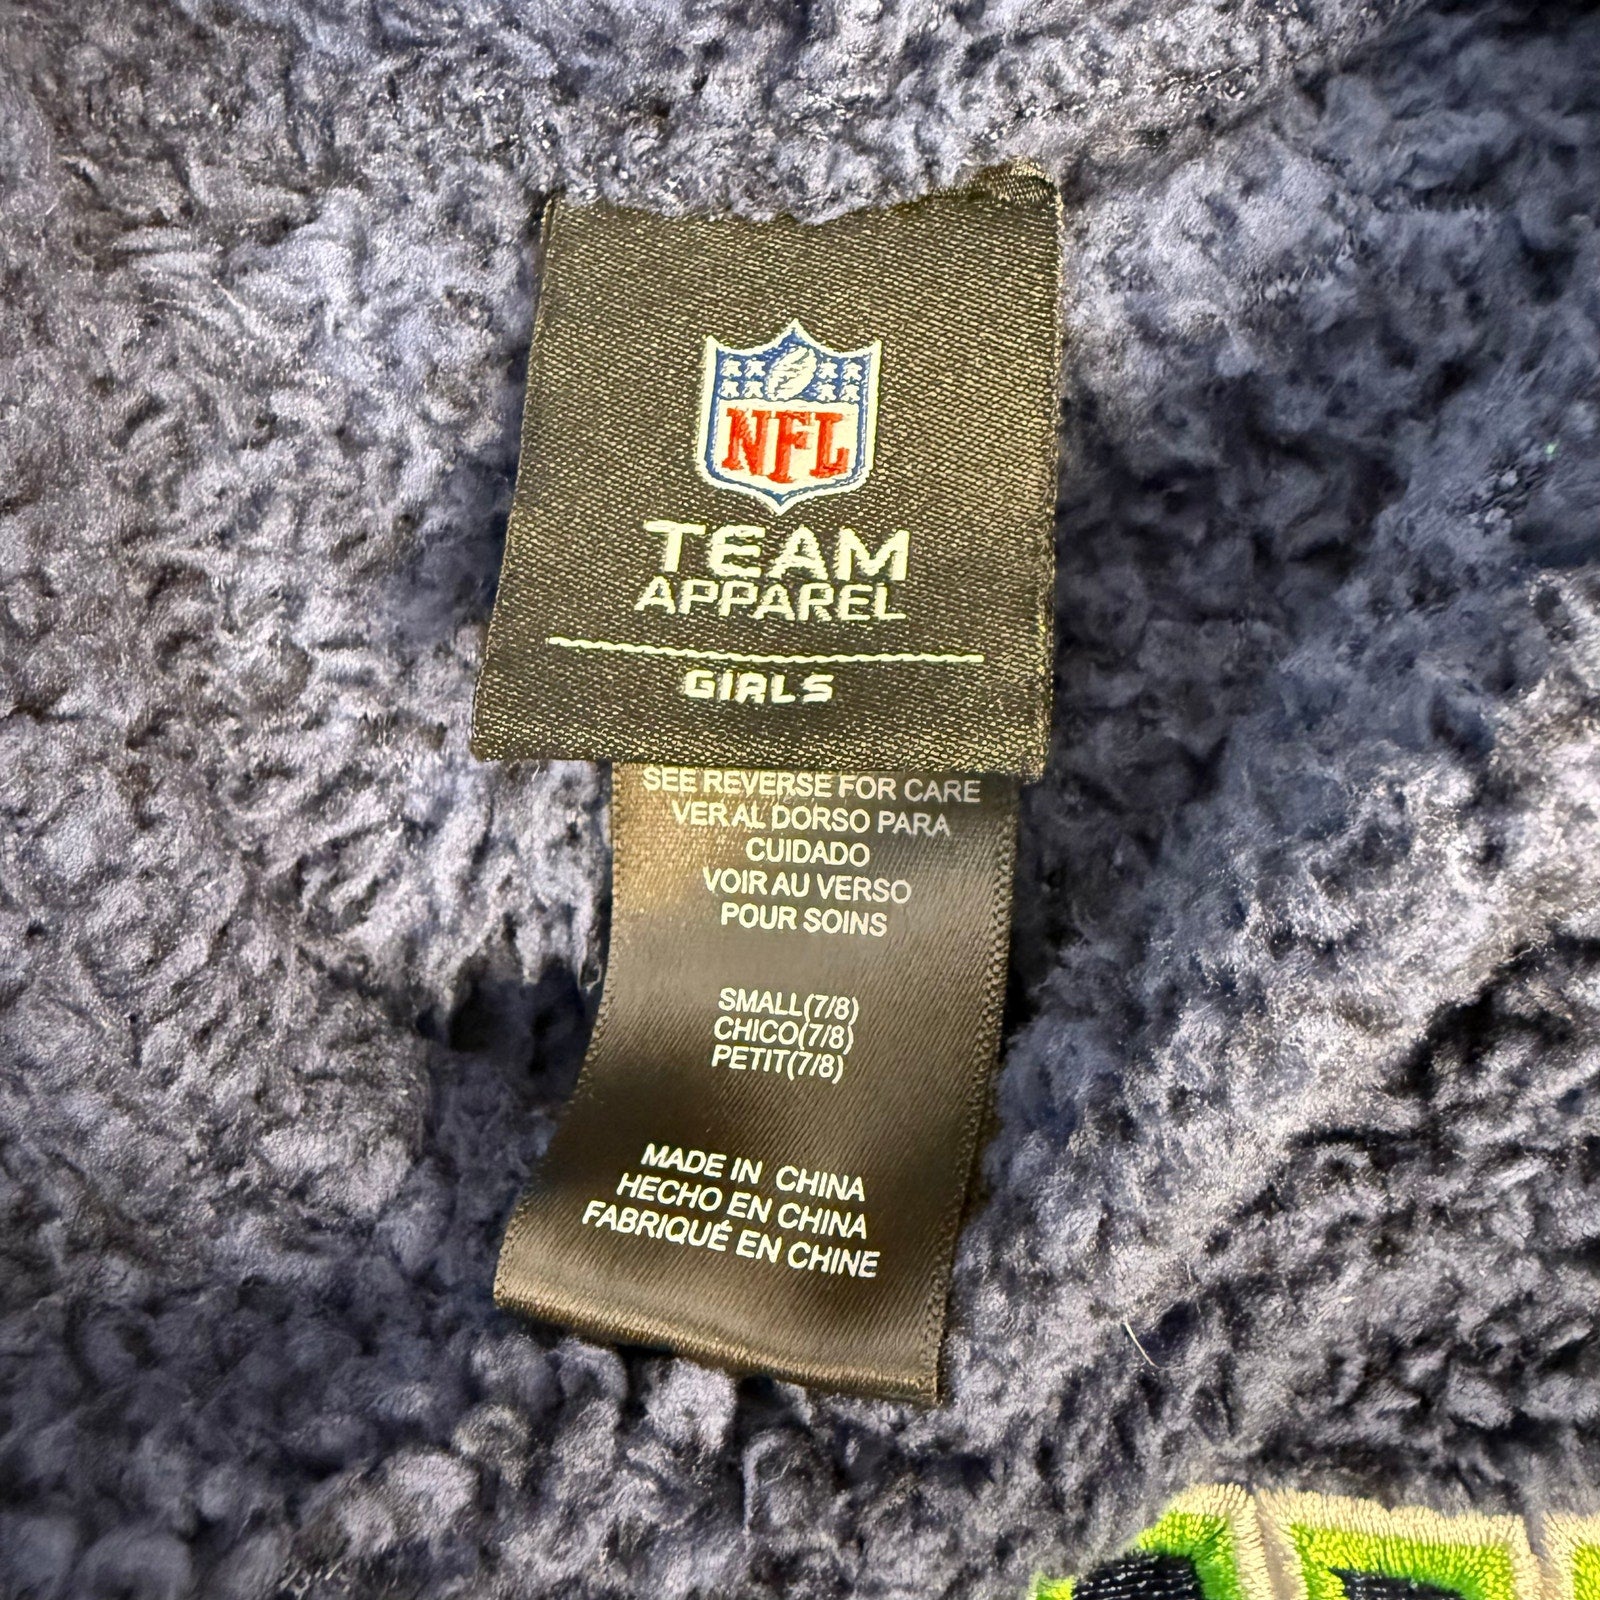 NFL
TEAM
APPAREL
GIRLS
SEE REVERSE FOR CARE
VER AL DORSO PARA
CUIDADO
VOIR AU VERSO
POUR SOINS
SMALL(7/8)
CHICO(7/8)
PETIT(7/8)
MADE IN CHINA
HECHO EN CHINA
FABRIQUÉ EN CHINE